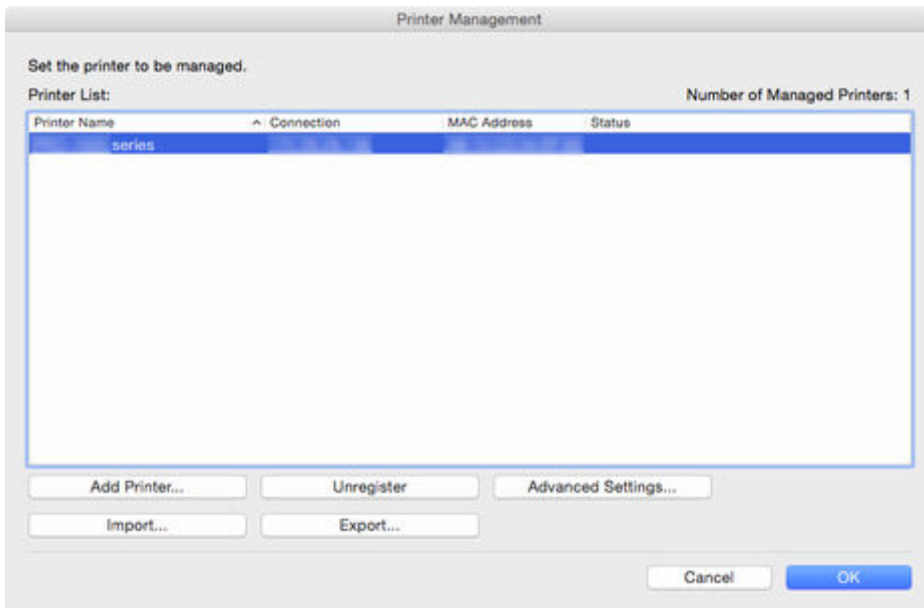 Printer Management
Set the printer to be managed.
Printer List: Number of Managed Printers: 1
Printer Name Connection MAC Address Status
series
Add Printer... Unregister Advanced Settings...
Import... Export...
Cancel OK